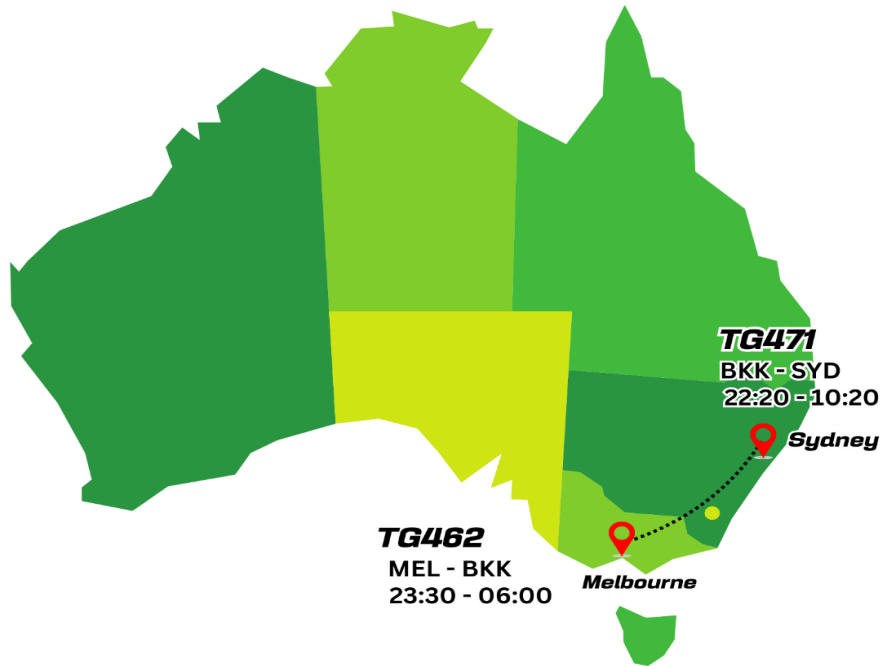 TG471
BKK - SYD
22:20 - 10:20
Sydney
TG462
MEL - BKK
23:30 - 06:00
Melbourne